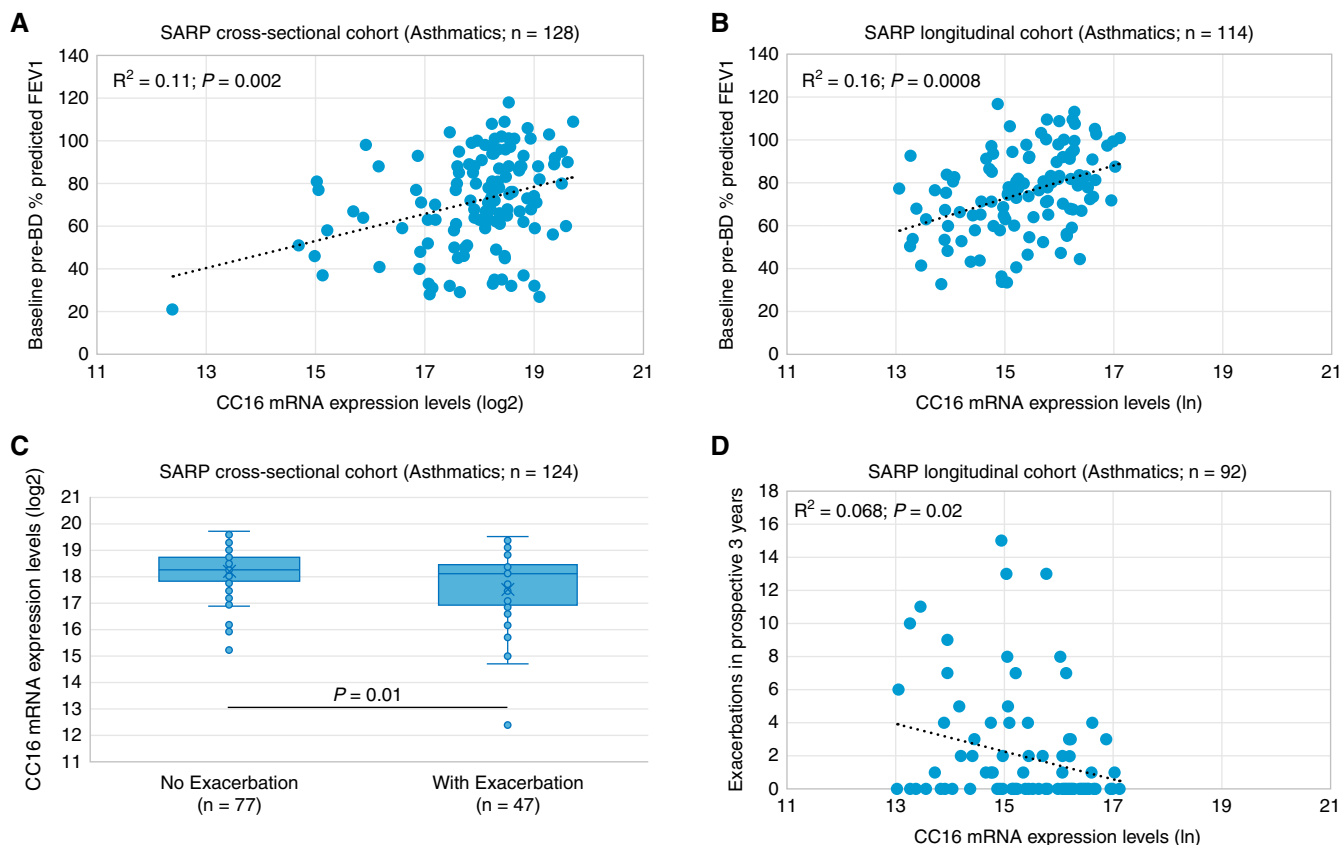 A
SARP cross-sectional cohort (Asthmatics; n = 128)
R2 = 0.11; P = 0.002
Baseline pre-BD % predicted FEV1
140
120
100
80
60
40
20
0
11 13 15 17 19 21
CC16 mRNA expression levels (log2)
B
SARP longitudinal cohort (Asthmatics; n = 114)
R2 = 0.16; P = 0.0008
Baseline pre-BD % predicted FEV1
140
120
100
80
60
40
20
0
11 13 15 17 19 21
CC16 mRNA expression levels (ln)
C
SARP cross-sectional cohort (Asthmatics; n = 124)
CC16 mRNA expression levels (log2)
21
20
19
18
17
16
15
14
13
12
11
P = 0.01
No Exacerbation With Exacerbation
(n = 77) (n = 47)
D
SARP longitudinal cohort (Asthmatics; n = 92)
R2 = 0.068; P = 0.02
Exacerbations in prospective 3 years
18
16
14
12
10
8
6
4
2
0
11 13 15 17 19 21
CC16 mRNA expression levels (ln)